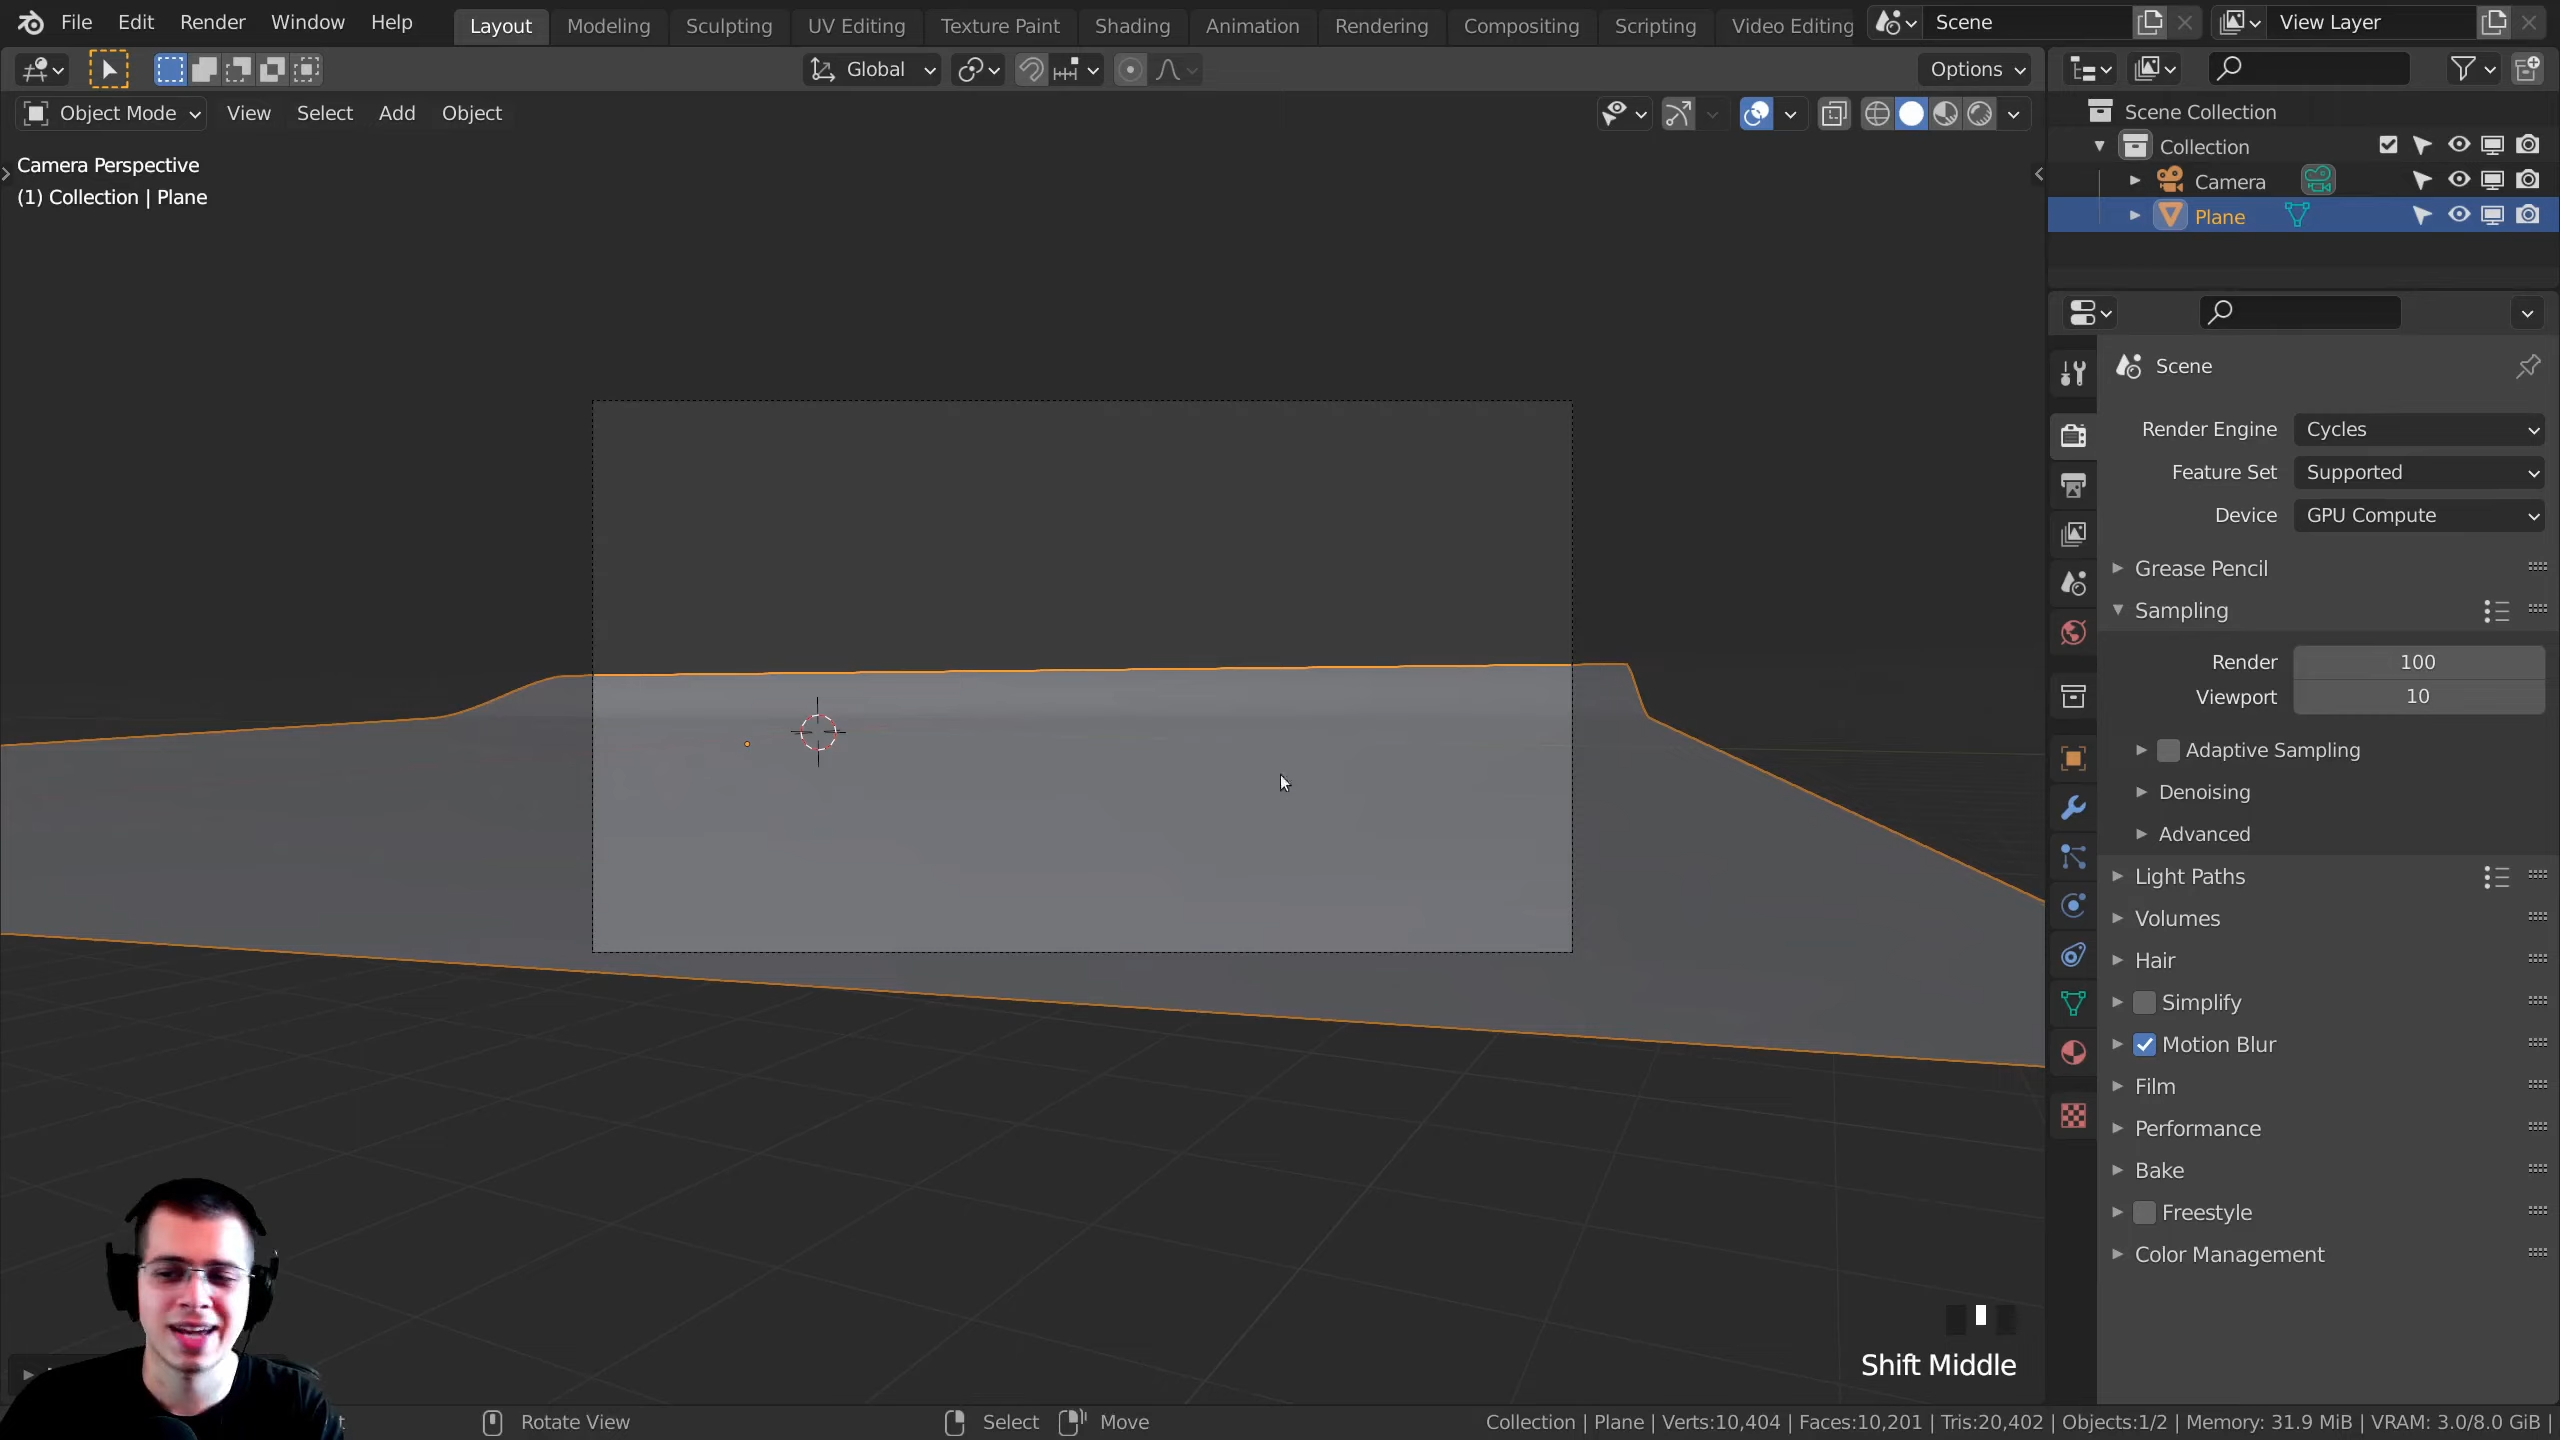 File Edit Render Window Help Layout Modeling Sculpting UV Editing Texture Paint Shading Animation Rendering Compositing Scripting Video Editing Scene View Layer
Global Options
Object Mode View Select Add Object
Camera Perspective
(1) Collection | Plane
Scene Collection
Collection
Camera
Plane
Scene
Render Engine Cycles
Feature Set Supported
Device GPU Compute
Grease Pencil
Sampling
Render 100
Viewport 10
Adaptive Sampling
Denoising
Advanced
Light Paths
Volumes
Hair
Simplify
Motion Blur
Film
Performance
Bake
Freestyle
Color Management
Shift Middle
Rotate View Select Move Collection | Plane | Verts:10,404 | Faces:10,201 | Tris:20,402 | Objects:1/2 | Memory: 31.9 MiB | VRAM: 3.0/8.0 GiB |